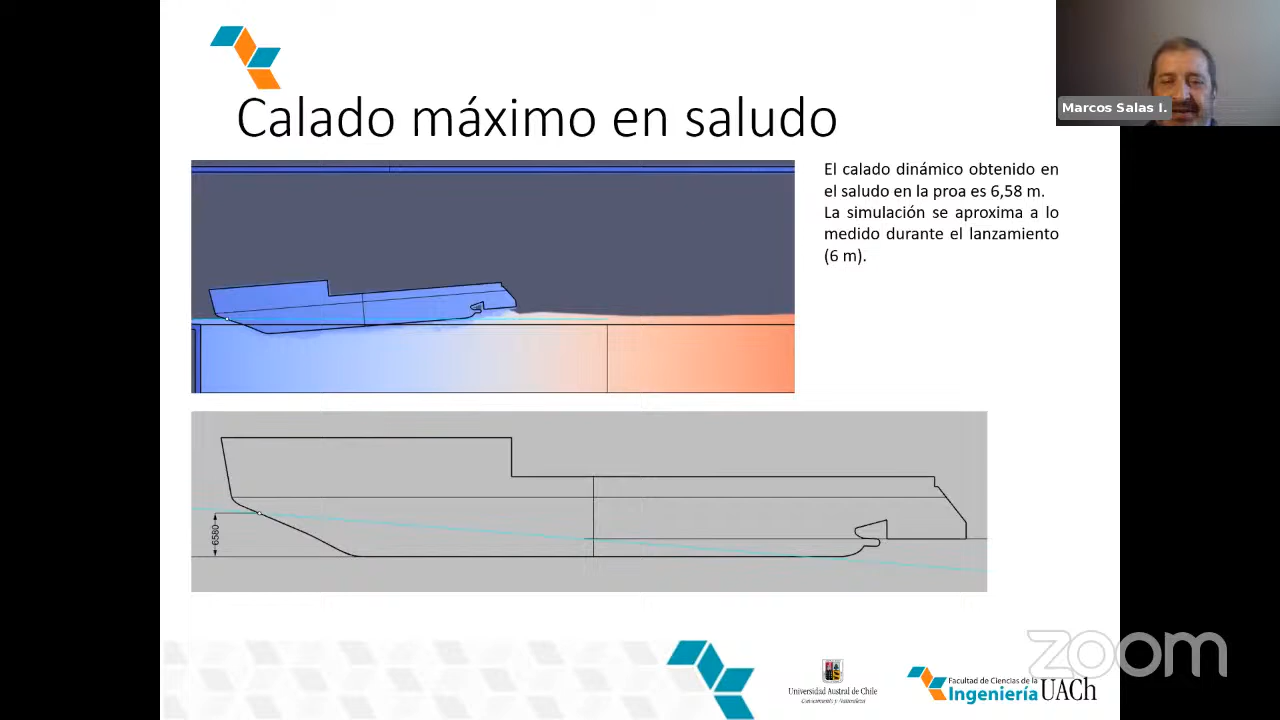 Calado máximo en saludo
Marcos Salas I.
El calado dinámico obtenido en
el saludo en la proa es 6,58 m.
La simulación se aproxima a lo
medido durante el lanzamiento
(6 m).
6580
zoom
Universidad Austral de Chile
Conocimiento y Naturaleza
Facultad de Ciencias de la
Ingeniería
UACh